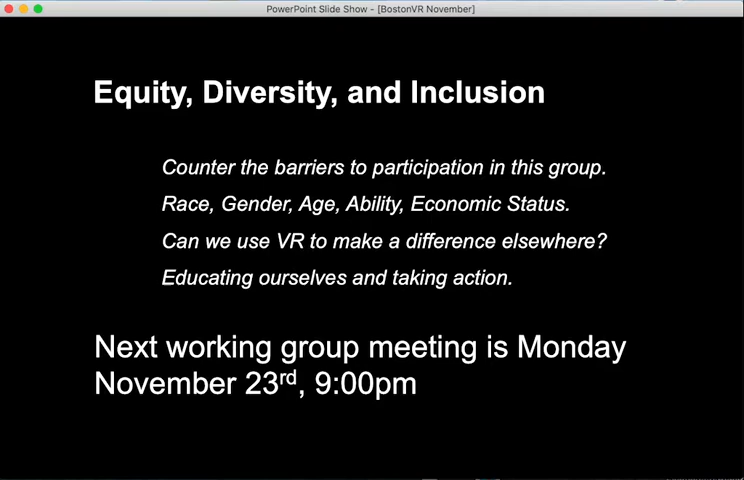 PowerPoint Slide Show - [BostonVR November]
Equity, Diversity, and Inclusion
Counter the barriers to participation in this group.
Race, Gender, Age, Ability, Economic Status.
Can we use VR to make a difference elsewhere?
Educating ourselves and taking action.
Next working group meeting is Monday
November 23rd, 9:00pm